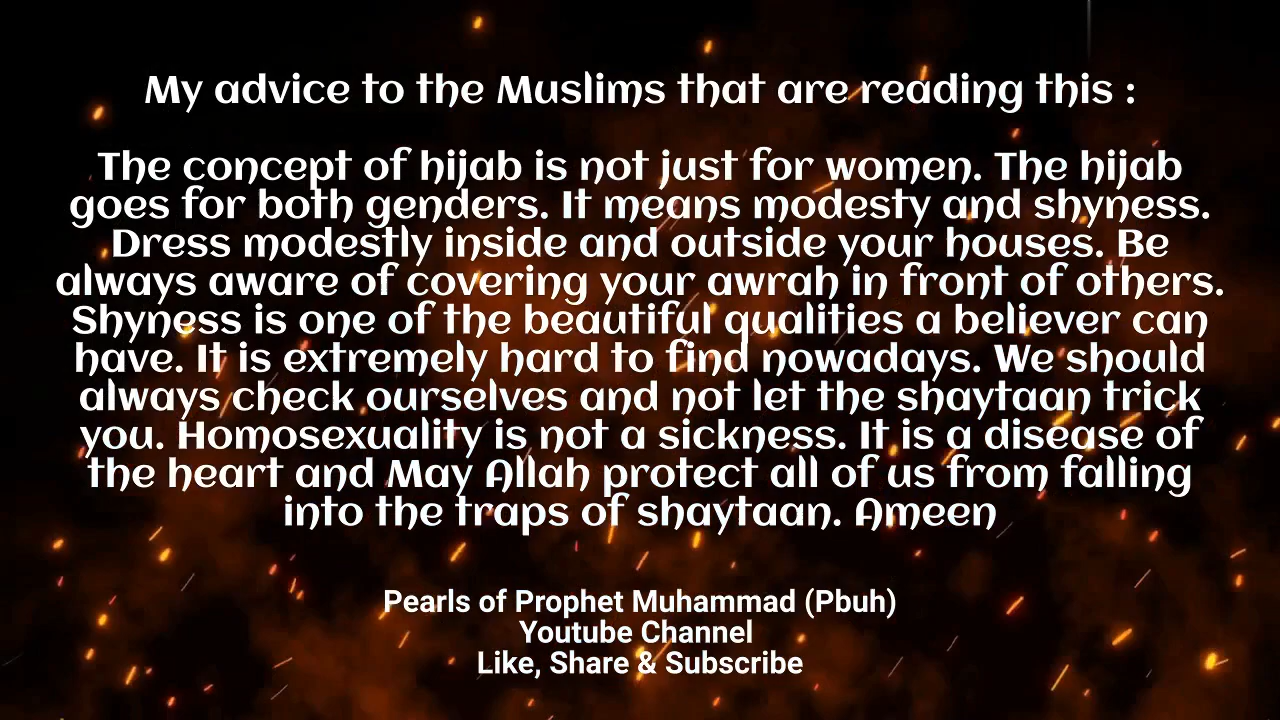 My advice to the Muslims that are reading this :
The concept of hijab is not just for women. The hijab
goes for both genders. It means modesty and shyness.
Dress modestly inside and outside your houses. Be
always aware of covering your awrah in front of others.
Shyness is one of the beautiful qualities a believer can
have. It is extremely hard to find nowadays. We should
always check ourselves and not let the shaytaan trick
you. Homosexuality is not a sickness. It is a disease of
the heart and May Allah protect all of us from falling
into the traps of shaytaan. Ameen
Pearls of Prophet Muhammad (Pbuh)
Youtube Channel
Like, Share & Subscribe